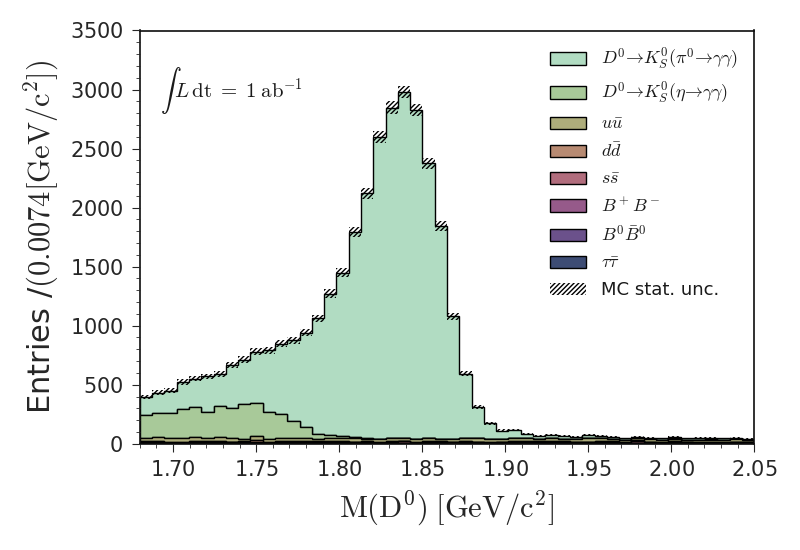 3500
3000
2500
2000
1500
1000
500
0
Entries /(0.0074[GeV/c²])
∫L dt = 1 ab⁻¹
D⁰→K_S⁰(π⁰→γγ)
D⁰→K_S⁰(η→γγ)
uū
dd̄
ss̄
B⁺B⁻
B⁰B̄⁰
ττ̄
MC stat. unc.
1.70 1.75 1.80 1.85 1.90 1.95 2.00 2.05
M(D⁰) [GeV/c²]